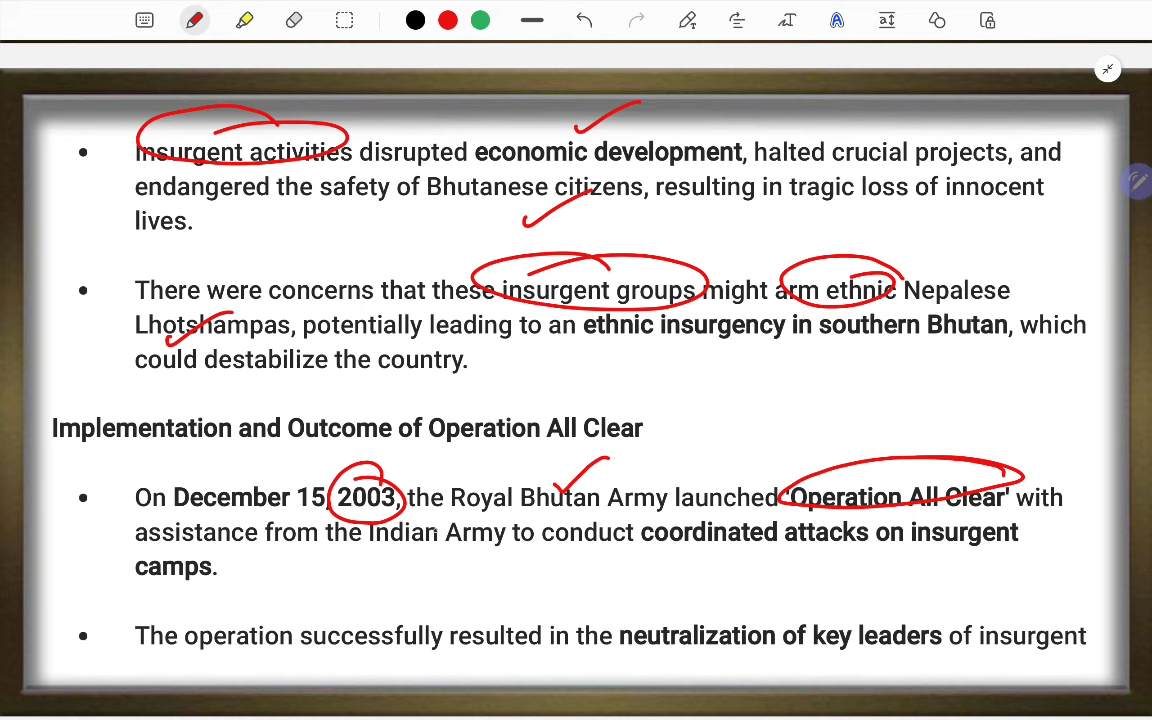 Insurgent activities disrupted economic development, halted crucial projects, and
endangered the safety of Bhutanese citizens, resulting in tragic loss of innocent
lives.
There were concerns that these insurgent groups might arm ethnic Nepalese
Lhotshampas, potentially leading to an ethnic insurgency in southern Bhutan, which
could destabilize the country.
Implementation and Outcome of Operation All Clear
On December 15, 2003, the Royal Bhutan Army launched 'Operation All Clear' with
assistance from the Indian Army to conduct coordinated attacks on insurgent
camps.
The operation successfully resulted in the neutralization of key leaders of insurgent